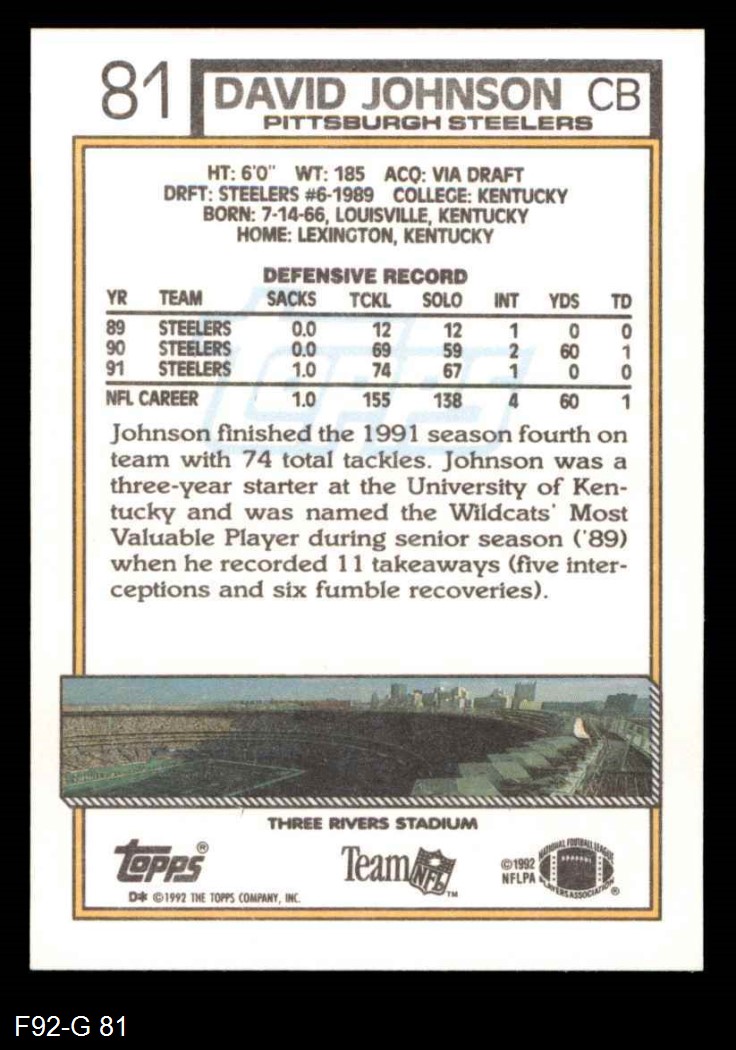 81 DAVID JOHNSON CB
PITTSBURGH STEELERS
HT: 6'0" WT: 185 ACQ: VIA DRAFT
DRFT: STEELERS #6-1989 COLLEGE: KENTUCKY
BORN: 7-14-66, LOUISVILLE, KENTUCKY
HOME: LEXINGTON, KENTUCKY
DEFENSIVE RECORD
YR TEAM SACKS TCKL SOLO INT YDS TD
89 STEELERS 0.0 12 12 1 0 0
90 STEELERS 0.0 69 59 2 60 1
91 STEELERS 1.0 74 67 1 0 0
NFL CAREER 1.0 155 138 4 60 1
Johnson finished the 1991 season fourth on
team with 74 total tackles. Johnson was a
three-year starter at the University of Ken-
tucky and was named the Wildcats' Most
Valuable Player during senior season ('89)
when he recorded 11 takeaways (five inter-
ceptions and six fumble recoveries).
THREE RIVERS STADIUM
Topps®
D* ©1992 THE TOPPS COMPANY, INC.
Team NFL™
©1992
NFLPA
NATIONAL FOOTBALL LEAGUE
PLAYERS ASSOCIATION®
F92-G 81